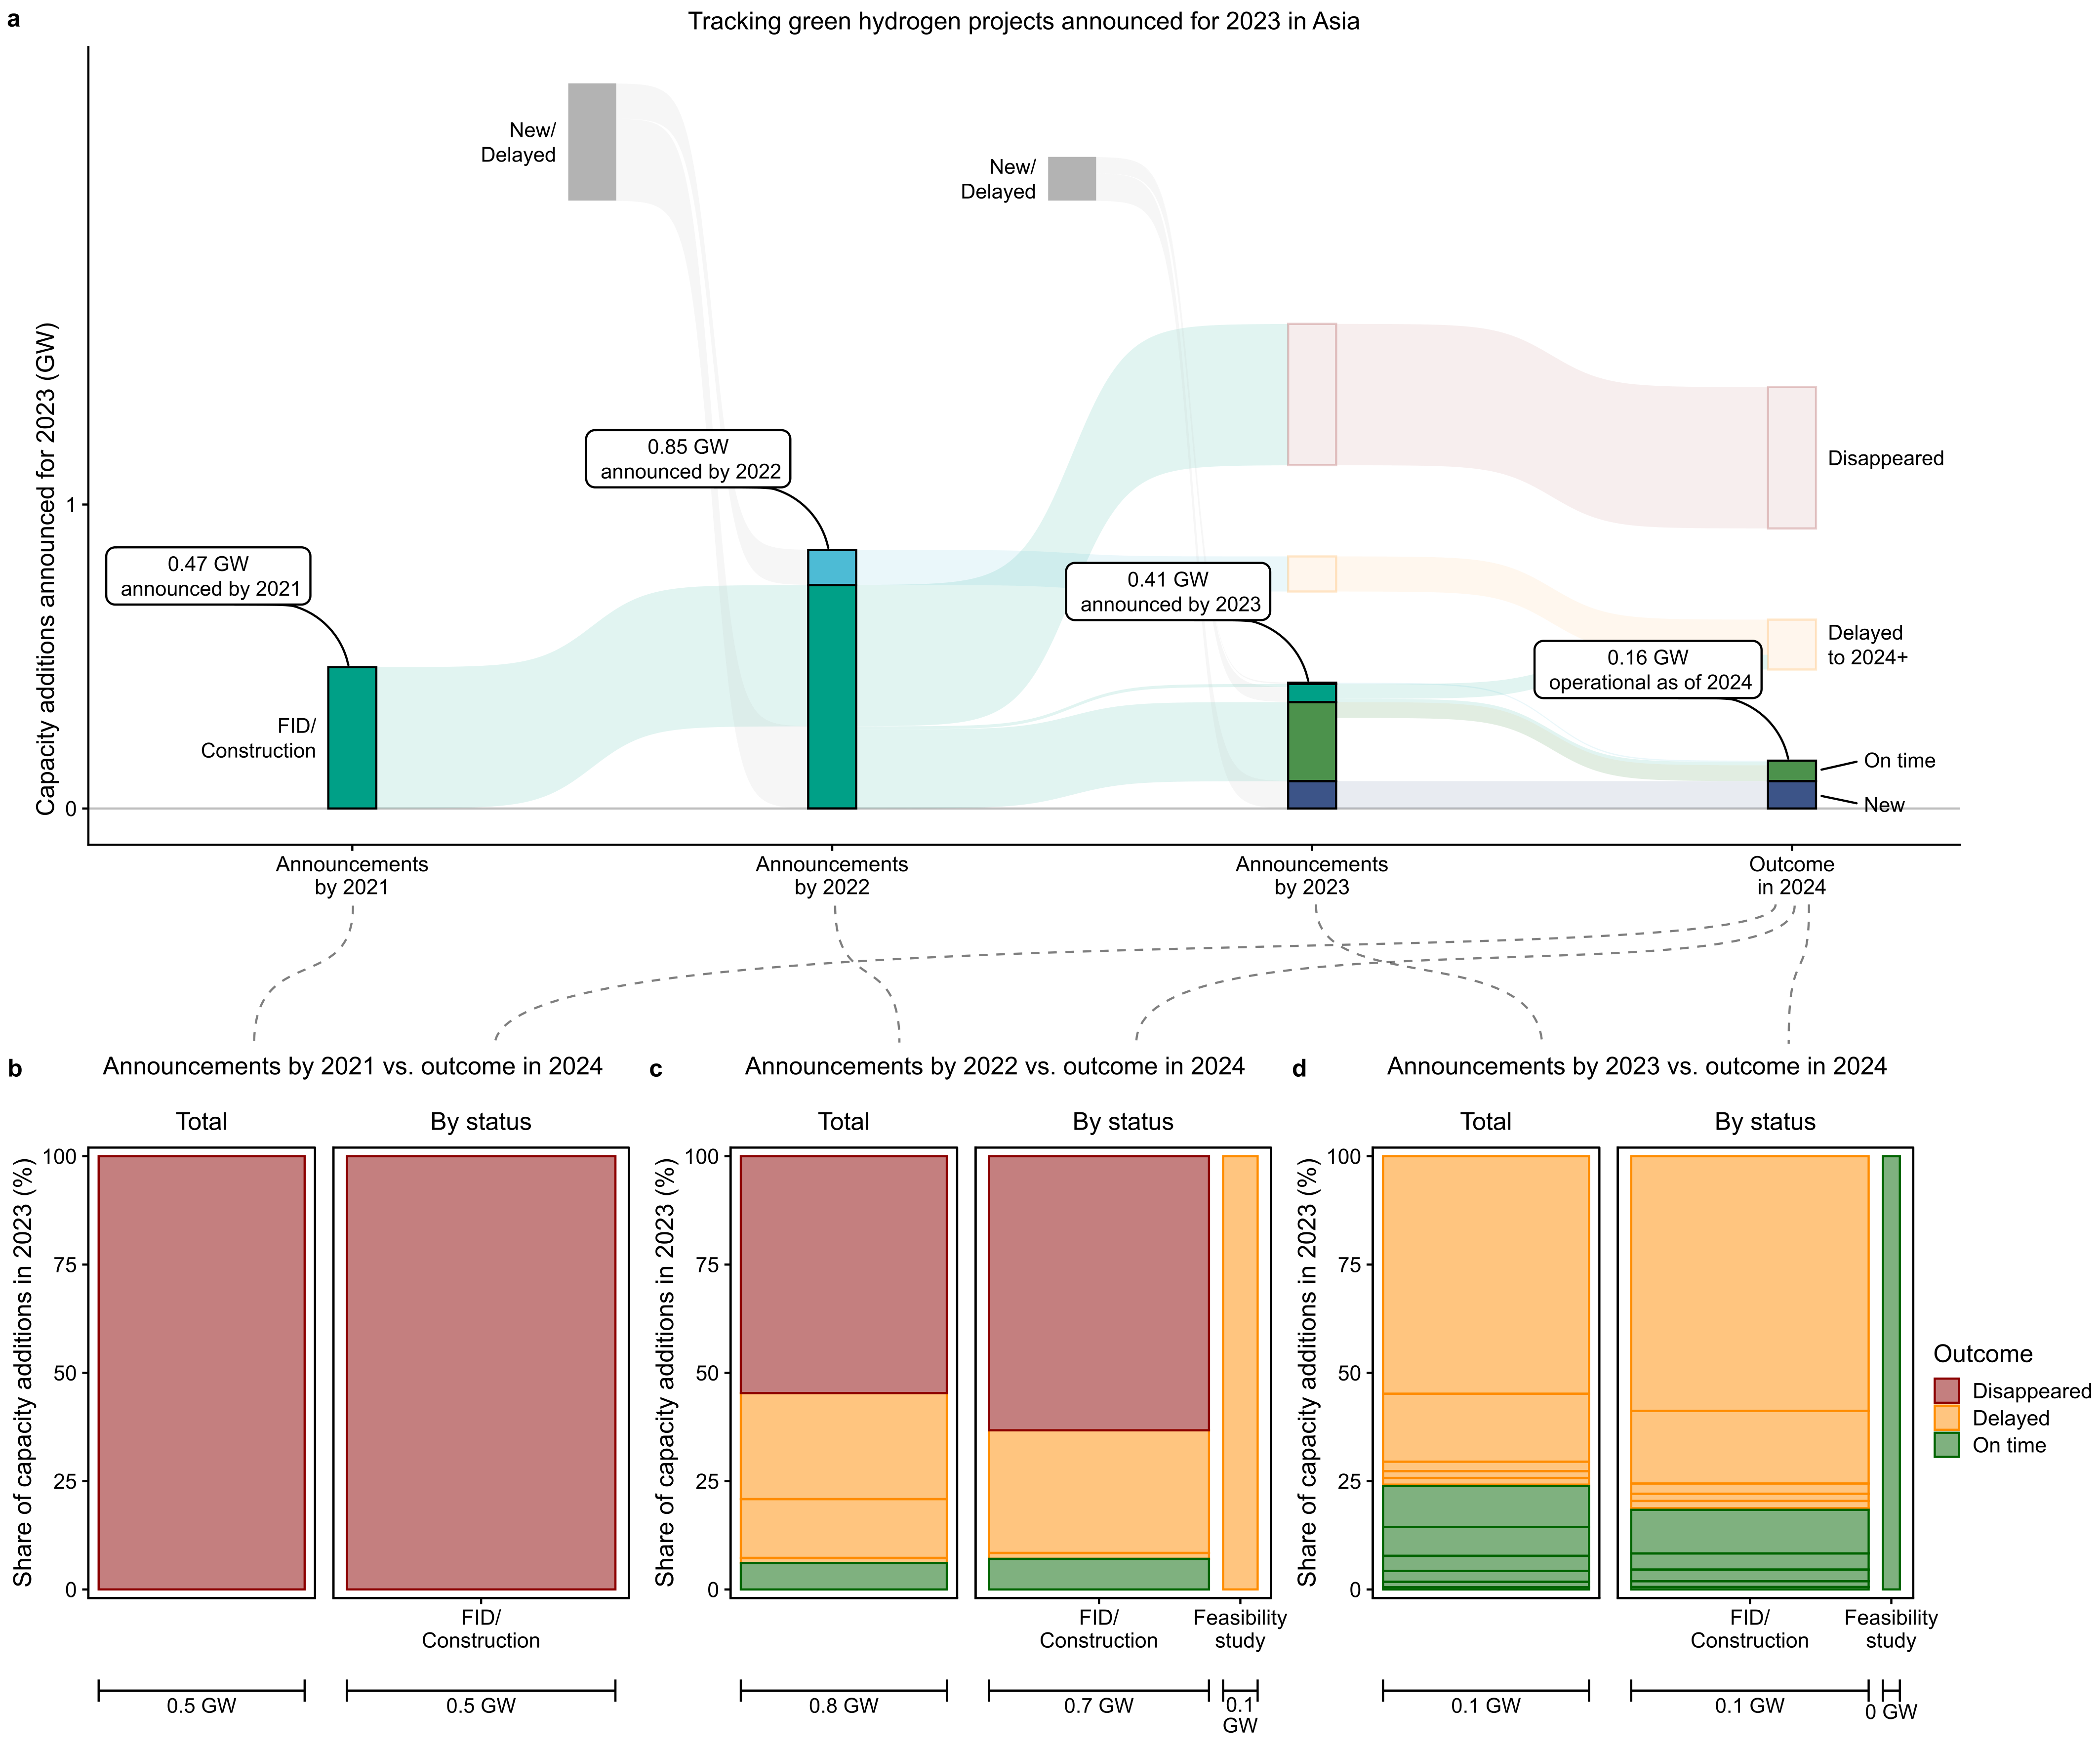 a
Tracking green hydrogen projects announced for 2023 in Asia
Capacity additions announced for 2023 (GW)
1
0
New/
Delayed
New/
Delayed
0.47 GW
announced by 2021
0.85 GW
announced by 2022
0.41 GW
announced by 2023
0.16 GW
operational as of 2024
FID/
Construction
Disappeared
Delayed
to 2024+
On time
New
Announcements
by 2021
Announcements
by 2022
Announcements
by 2023
Outcome
in 2024
b
Announcements by 2021 vs. outcome in 2024
Total
By status
Share of capacity additions in 2023 (%)
100
75
50
25
0
FID/
Construction
0.5 GW
0.5 GW
c
Announcements by 2022 vs. outcome in 2024
Total
By status
Share of capacity additions in 2023 (%)
100
75
50
25
0
FID/
Construction
Feasibility
study
0.8 GW
0.7 GW
0.1
GW
d
Announcements by 2023 vs. outcome in 2024
Total
By status
Share of capacity additions in 2023 (%)
100
75
50
25
0
FID/
Construction
Feasibility
study
0.1 GW
0.1 GW
0 GW
Outcome
Disappeared
Delayed
On time